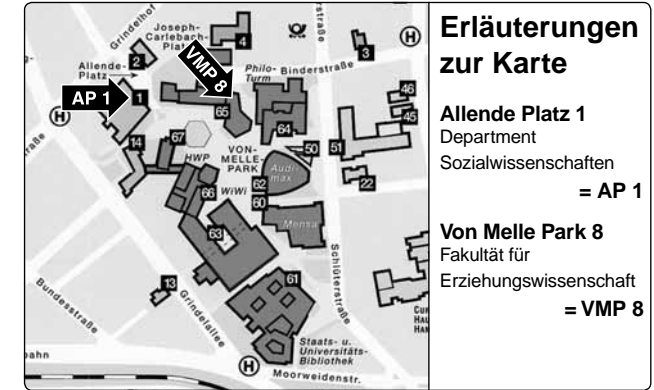 Grindelhof
Joseph-
Carlebach-
Platz
4
H
3
2
Allende-
Platz
VMP 8
Philo-
Turm
Binderstraße
AP 1
1
65
46
45
H
64
14
67
VON-
MELLE-
PARK
50
51
HWP
Audi-
max
22
62
WiWi
66
60
Mensa
63
Schlüterstraße
13
61
Bundesstraße
Grindelallee
Staats- u.
Universitäts-
Bibliothek
H
Moorweidenstr.
Erläuterungen
zur Karte
Allende Platz 1
Department
Sozialwissenschaften
= AP 1
Von Melle Park 8
Fakultät für
Erziehungswissenschaft
= VMP 8